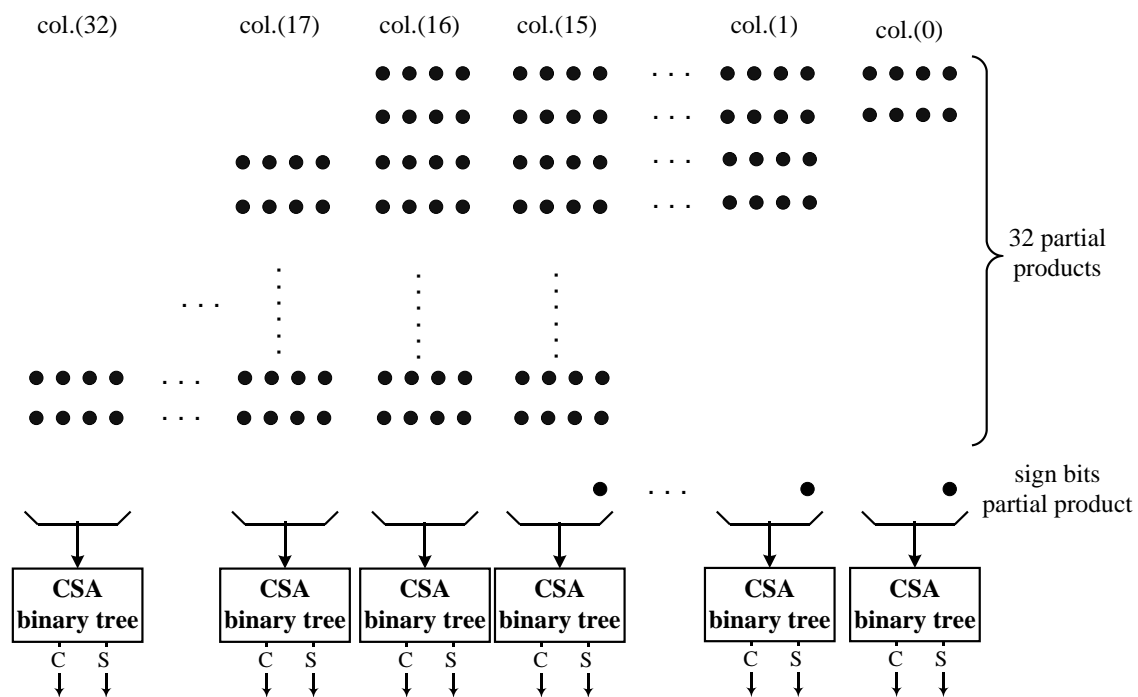 col.(32) col.(17) col.(16) col.(15) col.(1) col.(0)
. . .
. . .
. . .
. . .
32 partial
products
. . .
. . .
. . .
sign bits
partial product
. . .
CSA binary tree
CSA binary tree
CSA binary tree
CSA binary tree
CSA binary tree
CSA binary tree
C S C S C S C S C S C S